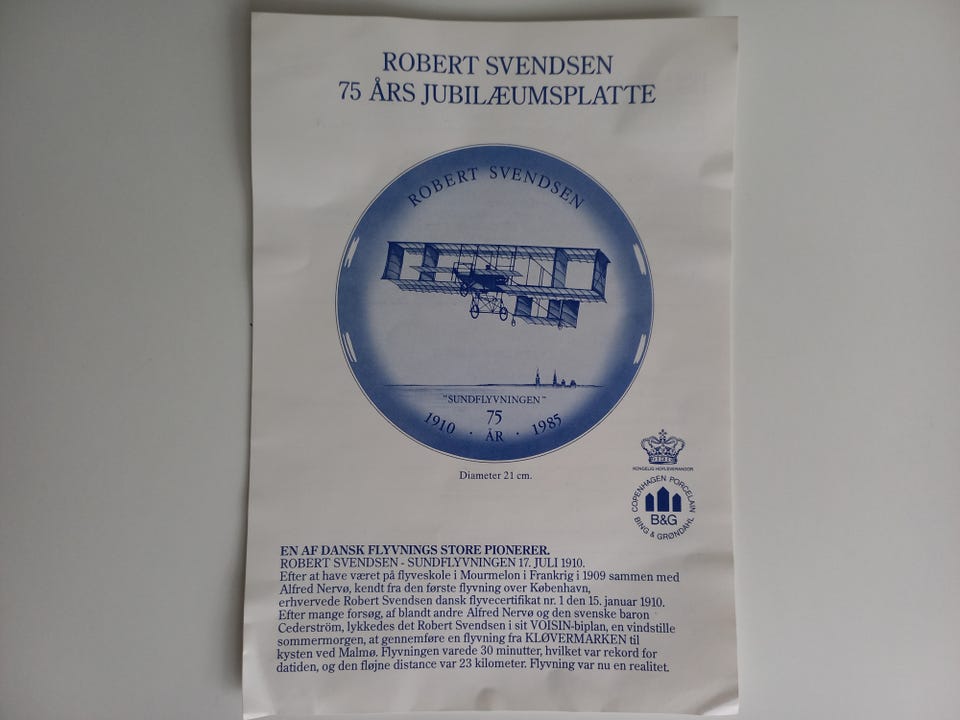 ROBERT SVENDSEN
75 ÅRS JUBILÆUMSPLATTE
ROBERT SVENDSEN
"SUNDFLYVNINGEN"
75
1910 · ÅR · 1985
Diameter 21 cm.
KONGELIG HOFLEVERANDØR
COPENHAGEN PORCELAIN
B&G
BING & GRØNDAHL
EN AF DANSK FLYVNINGS STORE PIONERER.
ROBERT SVENDSEN - SUNDFLYVNINGEN 17. JULI 1910.
Efter at have været på flyveskole i Mourmelon i Frankrig i 1909 sammen med
Alfred Nervø, kendt fra den første flyvning over København,
erhvervede Robert Svendsen dansk flyvecertifikat nr. 1 den 15. januar 1910.
Efter mange forsøg, af blandt andre Alfred Nervø og den svenske baron
Cederström, lykkedes det Robert Svendsen i sit VOISIN-biplan, en vindstille
sommermorgen, at gennemføre en flyvning fra KLØVERMARKEN til
kysten ved Malmø. Flyvningen varede 30 minutter, hvilket var rekord for
datiden, og den fløjne distance var 23 kilometer. Flyvning var nu en realitet.